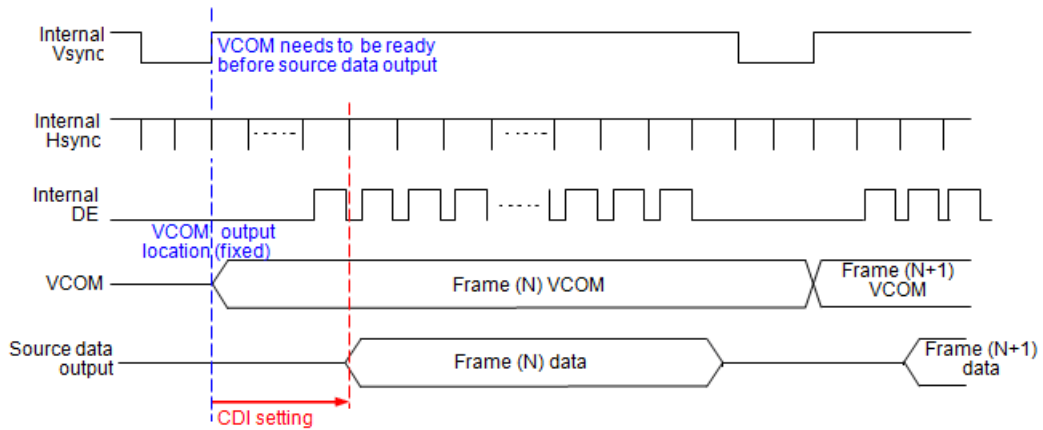 Internal
Vsync
VCOM needs to be ready
before source data output
Internal
Hsync
Internal
DE
VCOM output
location (fixed)
VCOM
Frame (N) VCOM
Frame (N+1)
VCOM
Source data
output
Frame (N) data
Frame (N+1)
data
CDI setting